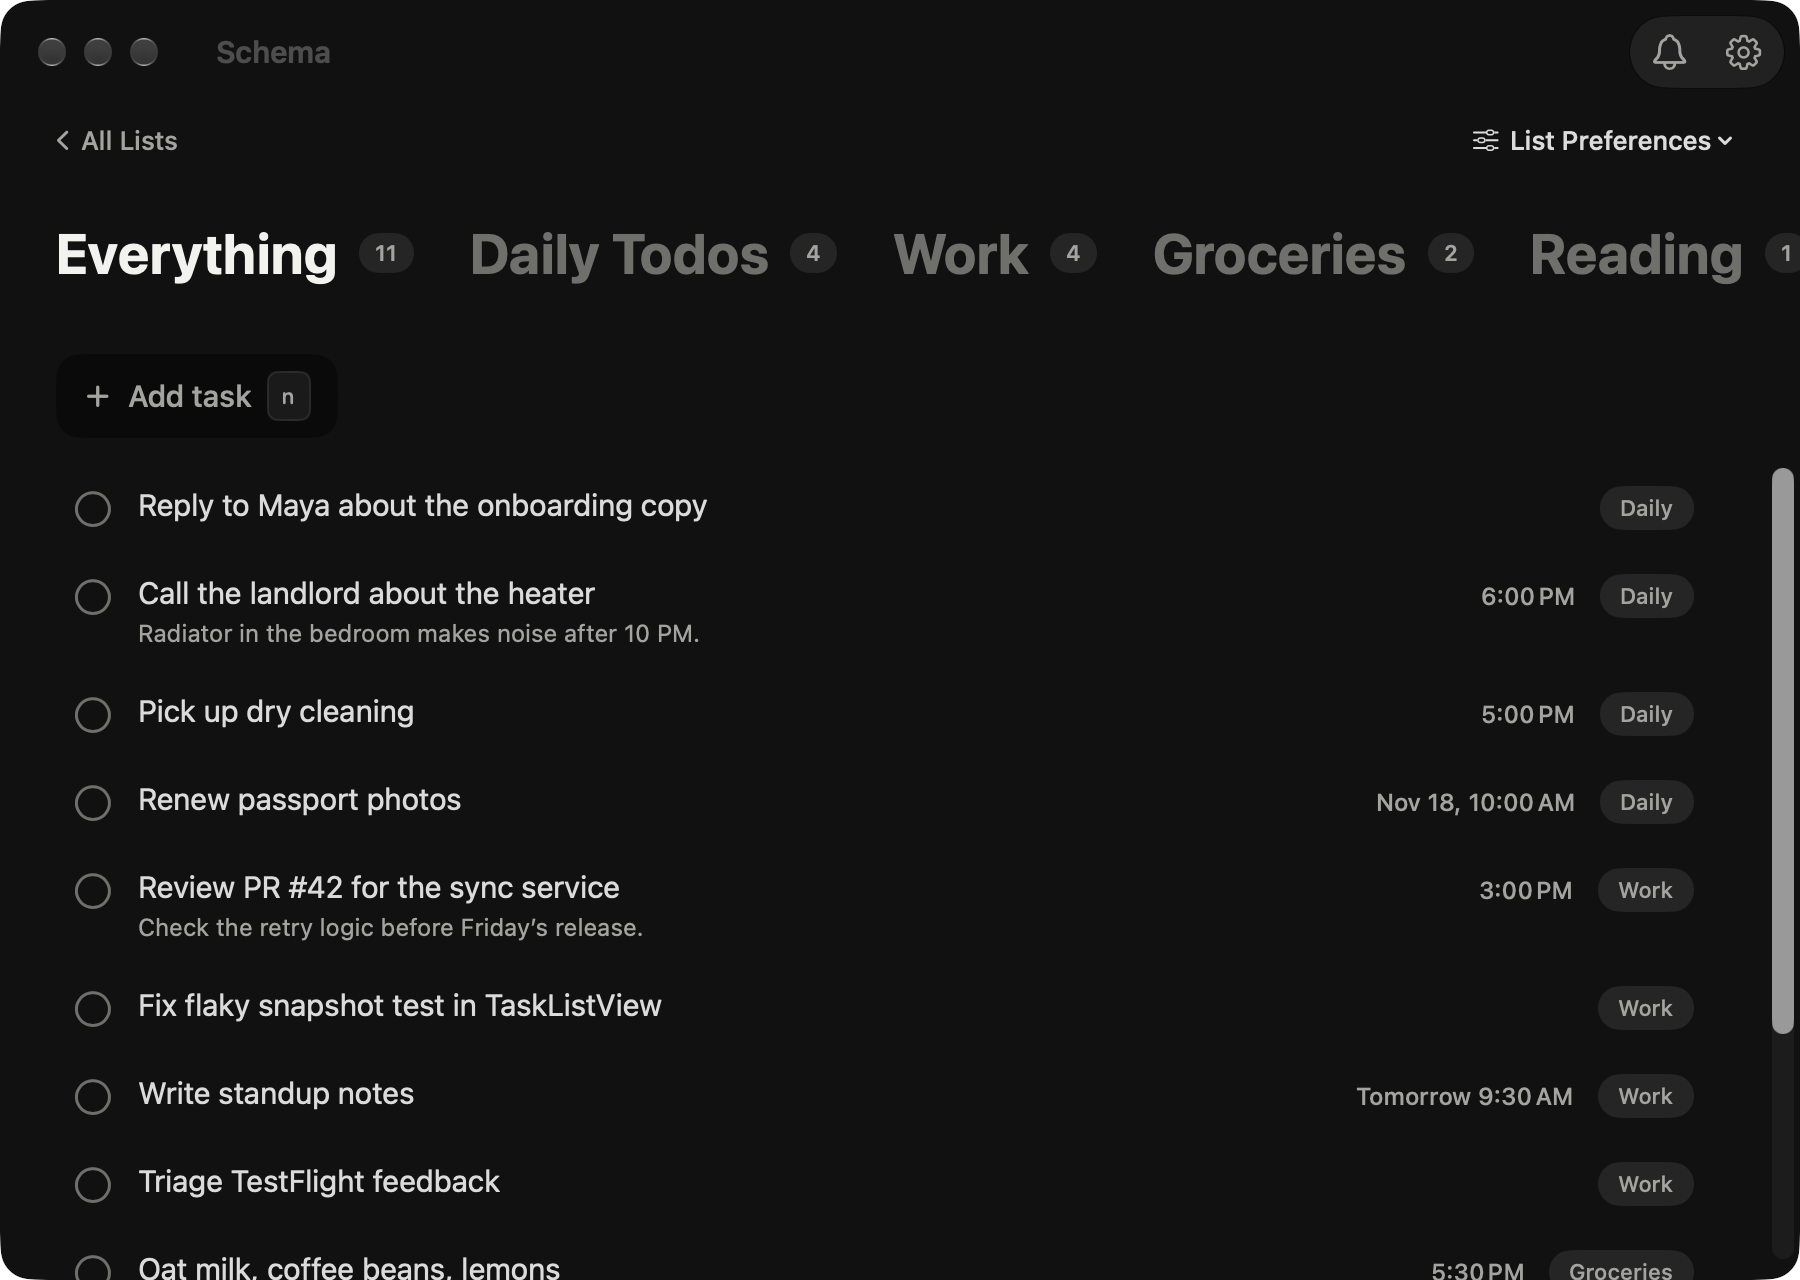 Schema
All Lists
List Preferences
Everything 11 Daily Todos 4 Work 4 Groceries 2 Reading 1
+ Add task n
Reply to Maya about the onboarding copy Daily
Call the landlord about the heater 6:00 PM Daily
Radiator in the bedroom makes noise after 10 PM.
Pick up dry cleaning 5:00 PM Daily
Renew passport photos Nov 18, 10:00 AM Daily
Review PR #42 for the sync service 3:00 PM Work
Check the retry logic before Friday’s release.
Fix flaky snapshot test in TaskListView Work
Write standup notes Tomorrow 9:30 AM Work
Triage TestFlight feedback Work
Oat milk, coffee beans, lemons 5:30 PM Groceries